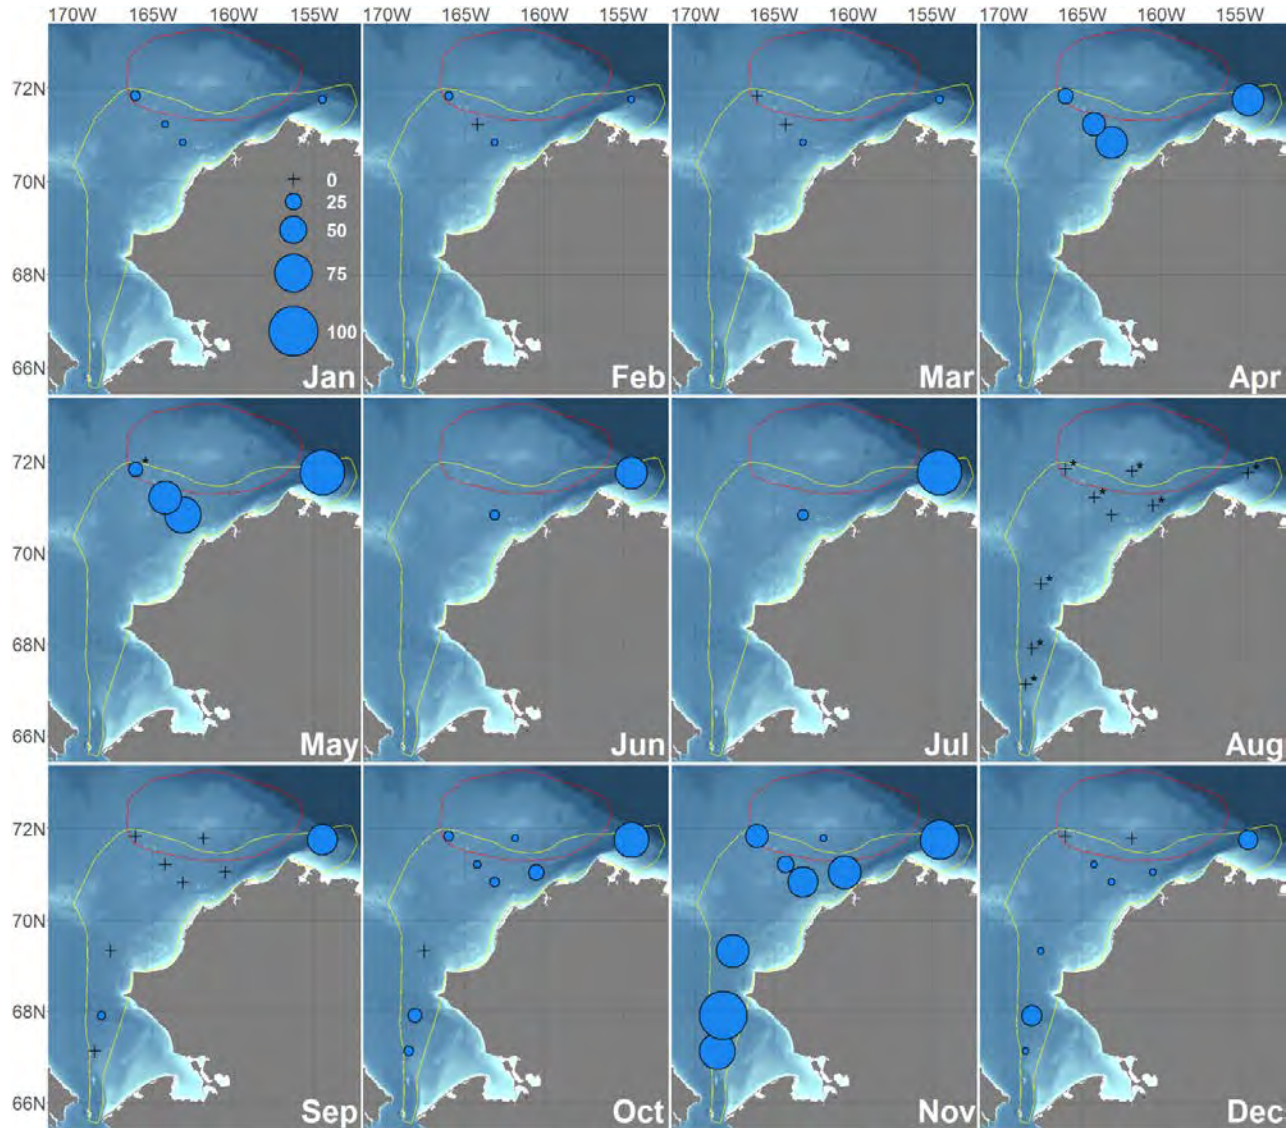 170W 165W 160W 155W 170W 165W 160W 155W 170W 165W 160W 155W 170W 165W 160W 155W
72N
70N
0
25
50
68N
75
100
66N
Jan Feb Mar Apr
72N
*
* * *
* *
70N
*
68N
*
*
66N
May Jun Jul Aug
72N
70N
68N
66N
Sep Oct Nov Dec